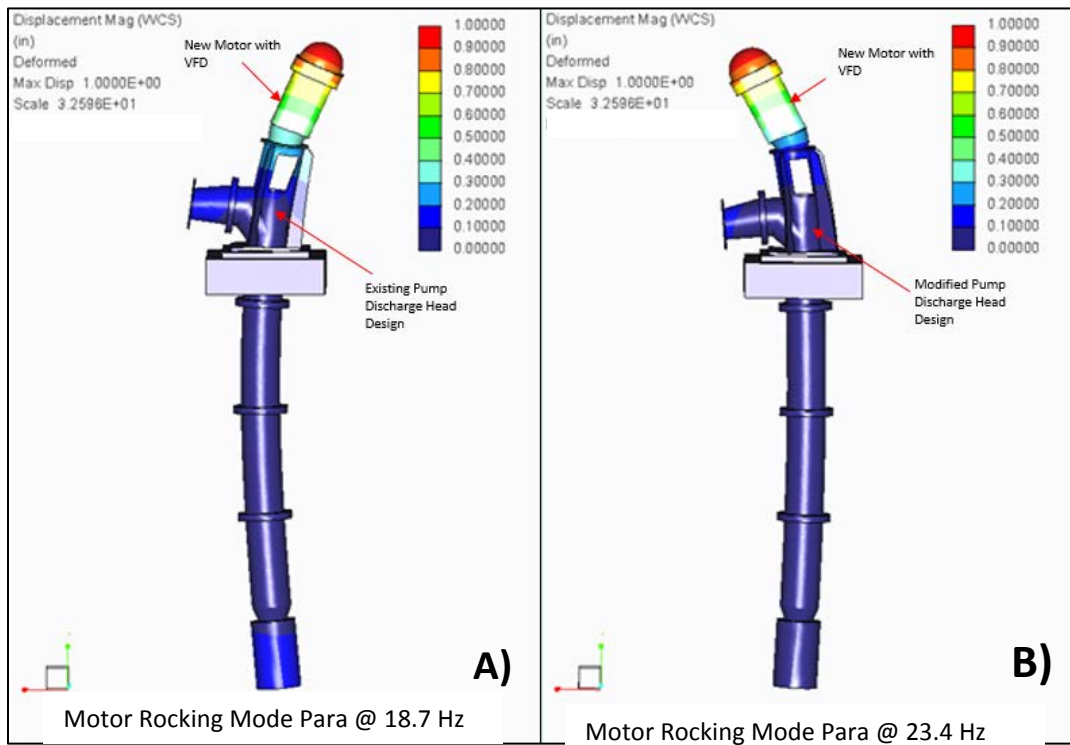 Displacement Mag (WCS)
(in)
Deformed
Max Disp 1.0000E+00
Scale 3.2596E+01
New Motor with
VFD
1.00000
0.90000
0.80000
0.70000
0.60000
0.50000
0.40000
0.30000
0.20000
0.10000
0.00000
Existing Pump
Discharge Head
Design
A)
Motor Rocking Mode Para @ 18.7 Hz
Displacement Mag (WCS)
(in)
Deformed
Max Disp 1.0000E+00
Scale 3.2596E+01
New Motor with
VFD
1.00000
0.90000
0.80000
0.70000
0.60000
0.50000
0.40000
0.30000
0.20000
0.10000
0.00000
Modified Pump
Discharge Head
Design
B)
Motor Rocking Mode Para @ 23.4 Hz